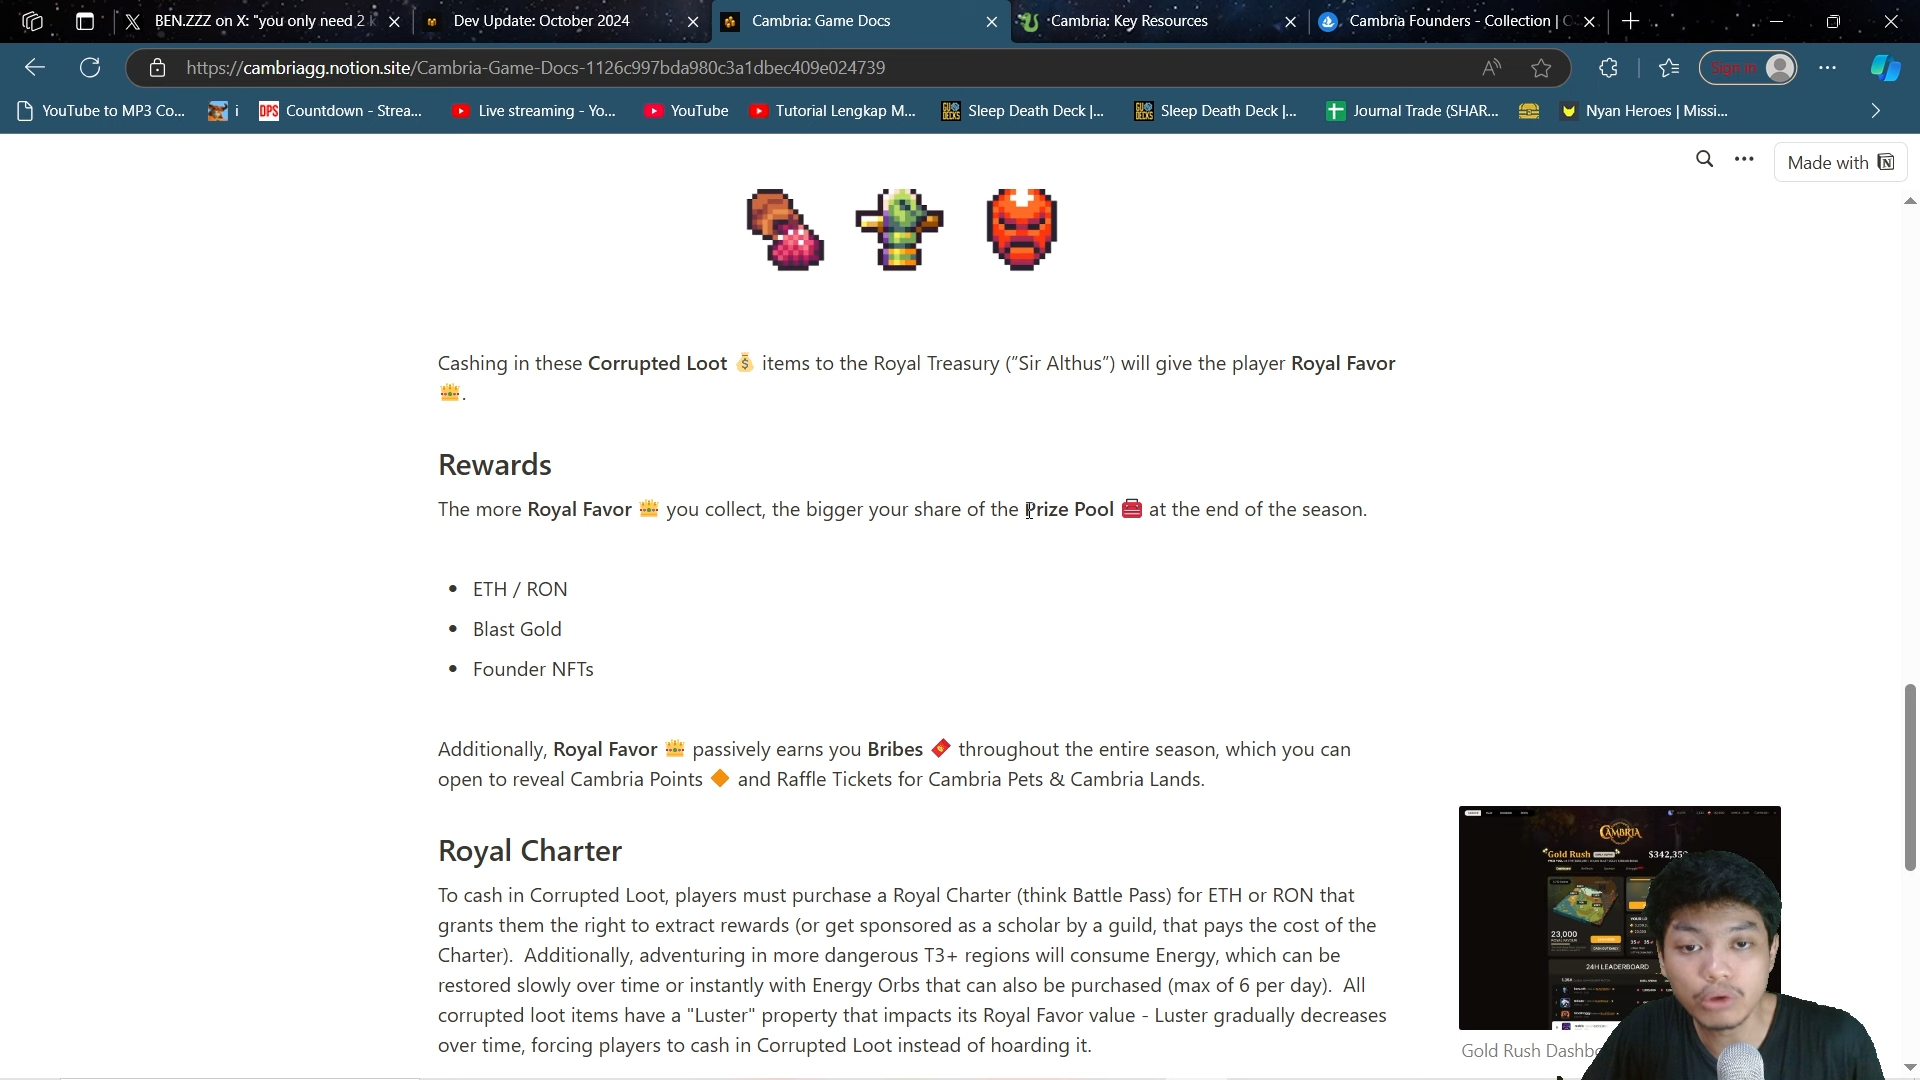 BEN.ZZZ on X: "you only need 2
Dev Update: October 2024
Cambria: Game Docs
Cambria: Key Resources
Cambria Founders - Collection |
https://cambriagg.notion.site/Cambria-Game-Docs-1126c997bda980c3a1dbec409e024739
Sign in
YouTube to MP3 Co...
i
DPS
Countdown - Strea...
Live streaming - Yo...
YouTube
Tutorial Lengkap M...
Sleep Death Deck |...
Sleep Death Deck |...
Journal Trade (SHAR...
Nyan Heroes | Missi...
Made with
Cashing in these Corrupted Loot 💰 items to the Royal Treasury (”Sir Althus”) will give the player Royal Favor
👑.
Rewards
The more Royal Favor 👑 you collect, the bigger your share of the Prize Pool 🧰 at the end of the season.
• ETH / RON
• Blast Gold
• Founder NFTs
Additionally, Royal Favor 👑 passively earns you Bribes 🧧 throughout the entire season, which you can
open to reveal Cambria Points 🔶 and Raffle Tickets for Cambria Pets & Cambria Lands.
Royal Charter
To cash in Corrupted Loot, players must purchase a Royal Charter (think Battle Pass) for ETH or RON that
grants them the right to extract rewards (or get sponsored as a scholar by a guild, that pays the cost of the
Charter). Additionally, adventuring in more dangerous T3+ regions will consume Energy, which can be
restored slowly over time or instantly with Energy Orbs that can also be purchased (max of 6 per day). All
corrupted loot items have a "Luster" property that impacts its Royal Favor value - Luster gradually decreases
over time, forcing players to cash in Corrupted Loot instead of hoarding it.
CAMBRIA
Gold Rush
$342,35
23,000
24H LEADERBOARD
Gold Rush Dashbo